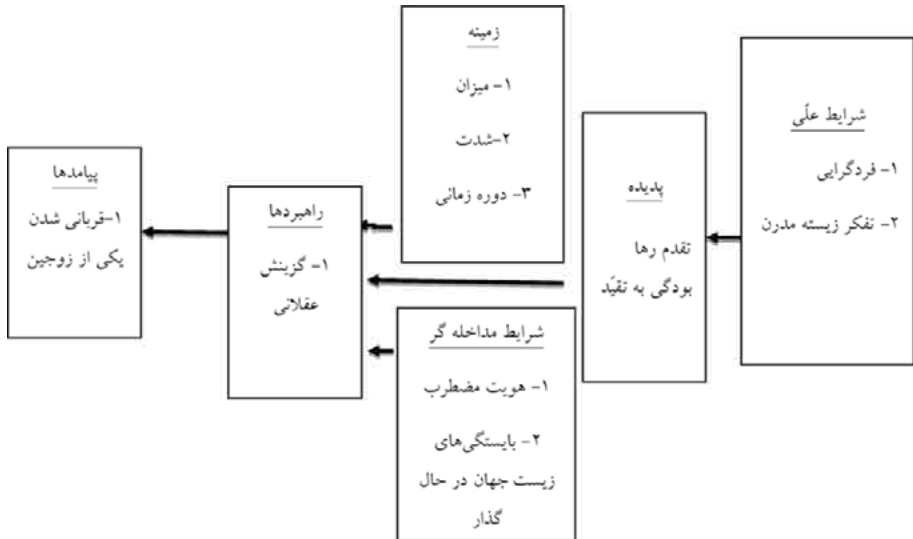 شرایط علّی
۱- فردگرایی
۲- تفکر زیسته مدرن
پدیده
تقدم رها
بودگی به تقیّد
زمینه
۱- میزان
۲-شدت
۳- دوره زمانی
شرایط مداخله گر
۱- هویت مضطرب
۲- بایستگی‌های
زیست جهان در حال
گذار
راهبردها
۱- گزینش
عقلانی
پیامدها
۱-قربانی شدن
یکی از زوجین